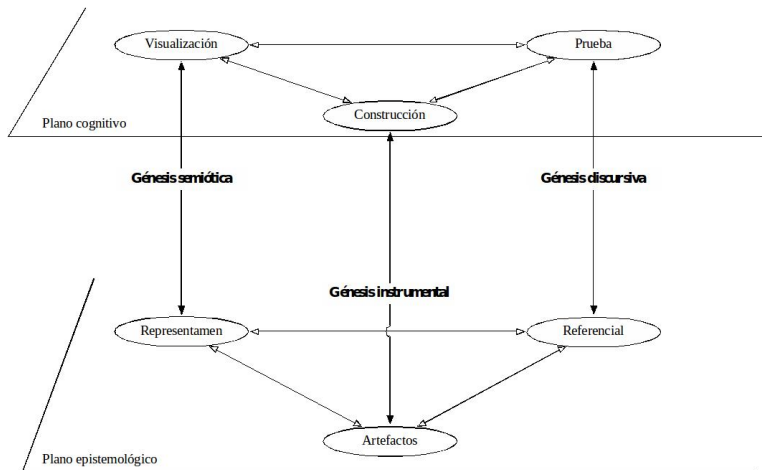 Visualización
Prueba
Construcción
Plano cognitivo
Génesis semiótica
Génesis discursiva
Génesis instrumental
Representamen
Referencial
Artefactos
Plano epistemológico